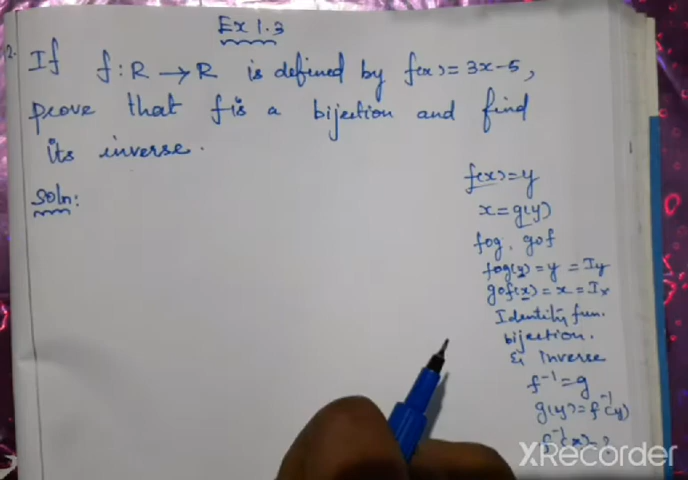 Ex 1.3
2. If f : R → R is defined by f(x) = 3x-5,
prove that f is a bijection and find
its inverse.
Soln:
f(x) = y
x = g(y)
fog, gof
fog(y) = y = Iy
gof(x) = x = Ix
Identity fun.
bijection.
& Inverse
f⁻¹ = g
g(y) = f⁻¹(y)
f⁻¹(x) = ?
XRecorder